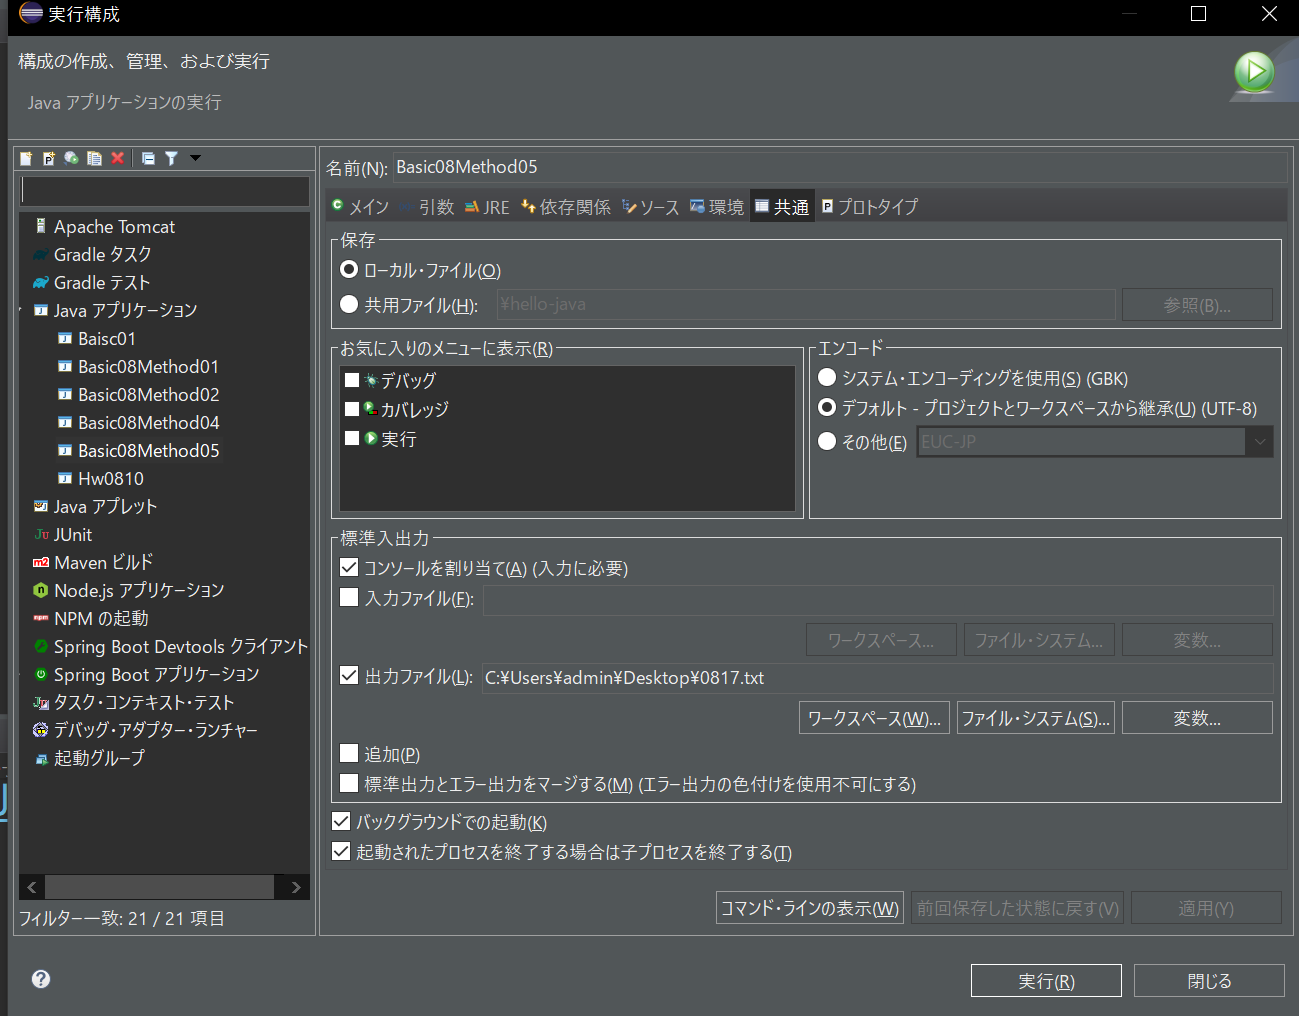 実行構成
構成の作成、管理、および実行
Java アプリケーションの実行
Apache Tomcat
Gradle タスク
Gradle テスト
Java アプリケーション
Baisc01
Basic08Method01
Basic08Method02
Basic08Method04
Basic08Method05
Hw0810
Java アプレット
JUnit
Maven ビルド
Node.js アプリケーション
NPM の起動
Spring Boot Devtools クライアント
Spring Boot アプリケーション
タスク・コンテキスト・テスト
デバッグ・アダプター・ランチャー
起動グループ
フィルター一致: 21 / 21 項目
名前(N): Basic08Method05
メイン 引数 JRE 依存関係 ソース 環境 共通 プロトタイプ
保存
ローカル・ファイル(O)
共用ファイル(H): ¥hello-java 参照(B)...
お気に入りのメニューに表示(R)
デバッグ
カバレッジ
実行
エンコード
システム・エンコーディングを使用(S) (GBK)
デフォルト - プロジェクトとワークスペースから継承(U) (UTF-8)
その他(E) EUC-JP
標準入出力
コンソールを割り当て(A) (入力に必要)
入力ファイル(F):
ワークスペース... ファイル・システム... 変数...
出力ファイル(L): C:¥Users¥admin¥Desktop¥0817.txt
ワークスペース(W)... ファイル・システム(S)... 変数...
追加(P)
標準出力とエラー出力をマージする(M) (エラー出力の色付けを使用不可にする)
バックグラウンドでの起動(K)
起動されたプロセスを終了する場合は子プロセスを終了する(T)
コマンド・ラインの表示(W) 前回保存した状態に戻す(V) 適用(Y)
実行(R) 閉じる